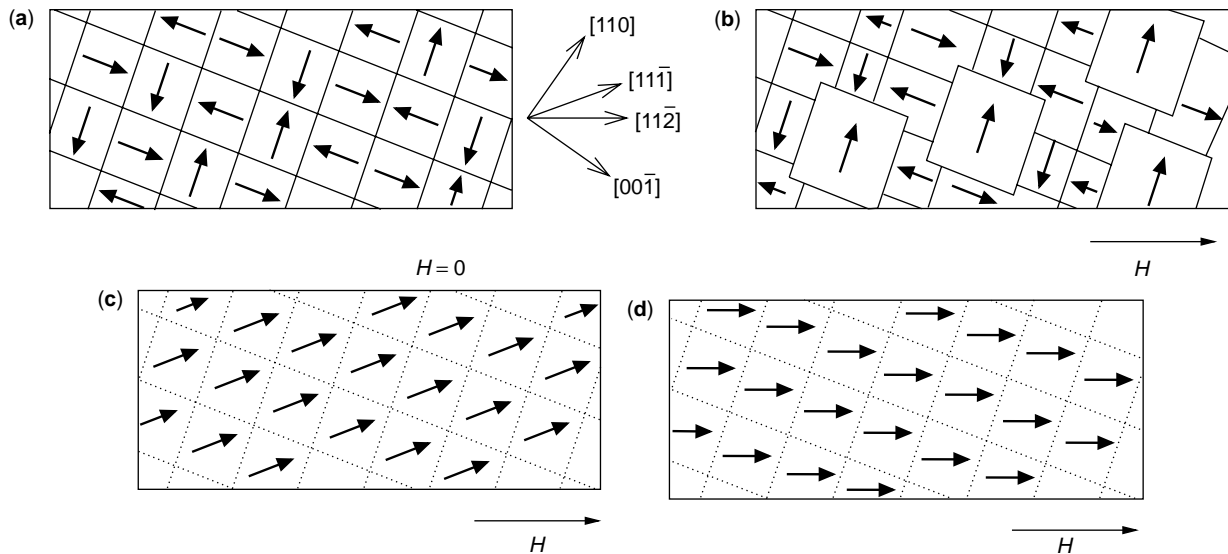 (a)
[110]
[111̄]
[112̄]
[001̄]
(b)
H
H = 0
(c)
H
(d)
H